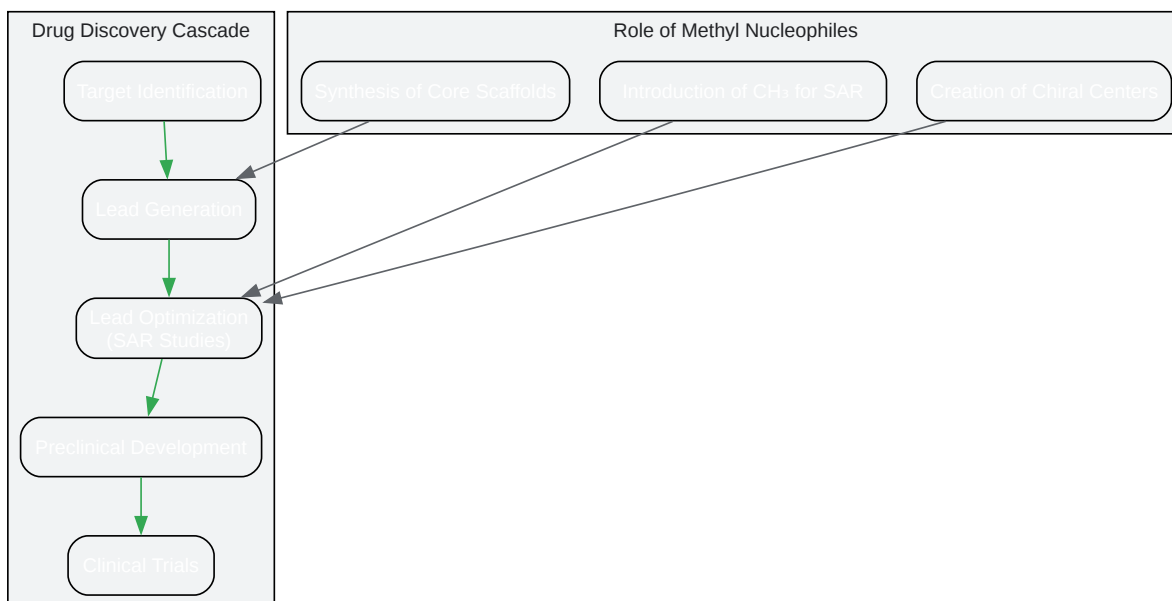 Drug Discovery Cascade
Target Identification
Lead Generation
Lead Optimization
(SAR Studies)
Preclinical Development
Clinical Trials
Role of Methyl Nucleophiles
Synthesis of Core Scaffolds
Introduction of CH₃ for SAR
Creation of Chiral Centers